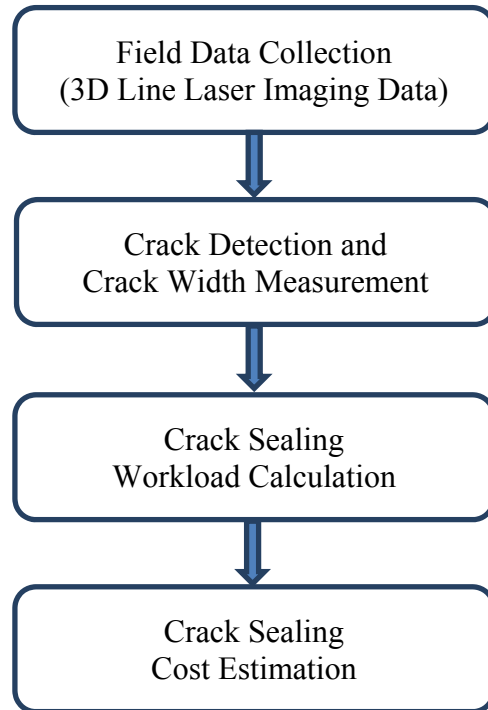 Field Data Collection
(3D Line Laser Imaging Data)
Crack Detection and
Crack Width Measurement
Crack Sealing
Workload Calculation
Crack Sealing
Cost Estimation